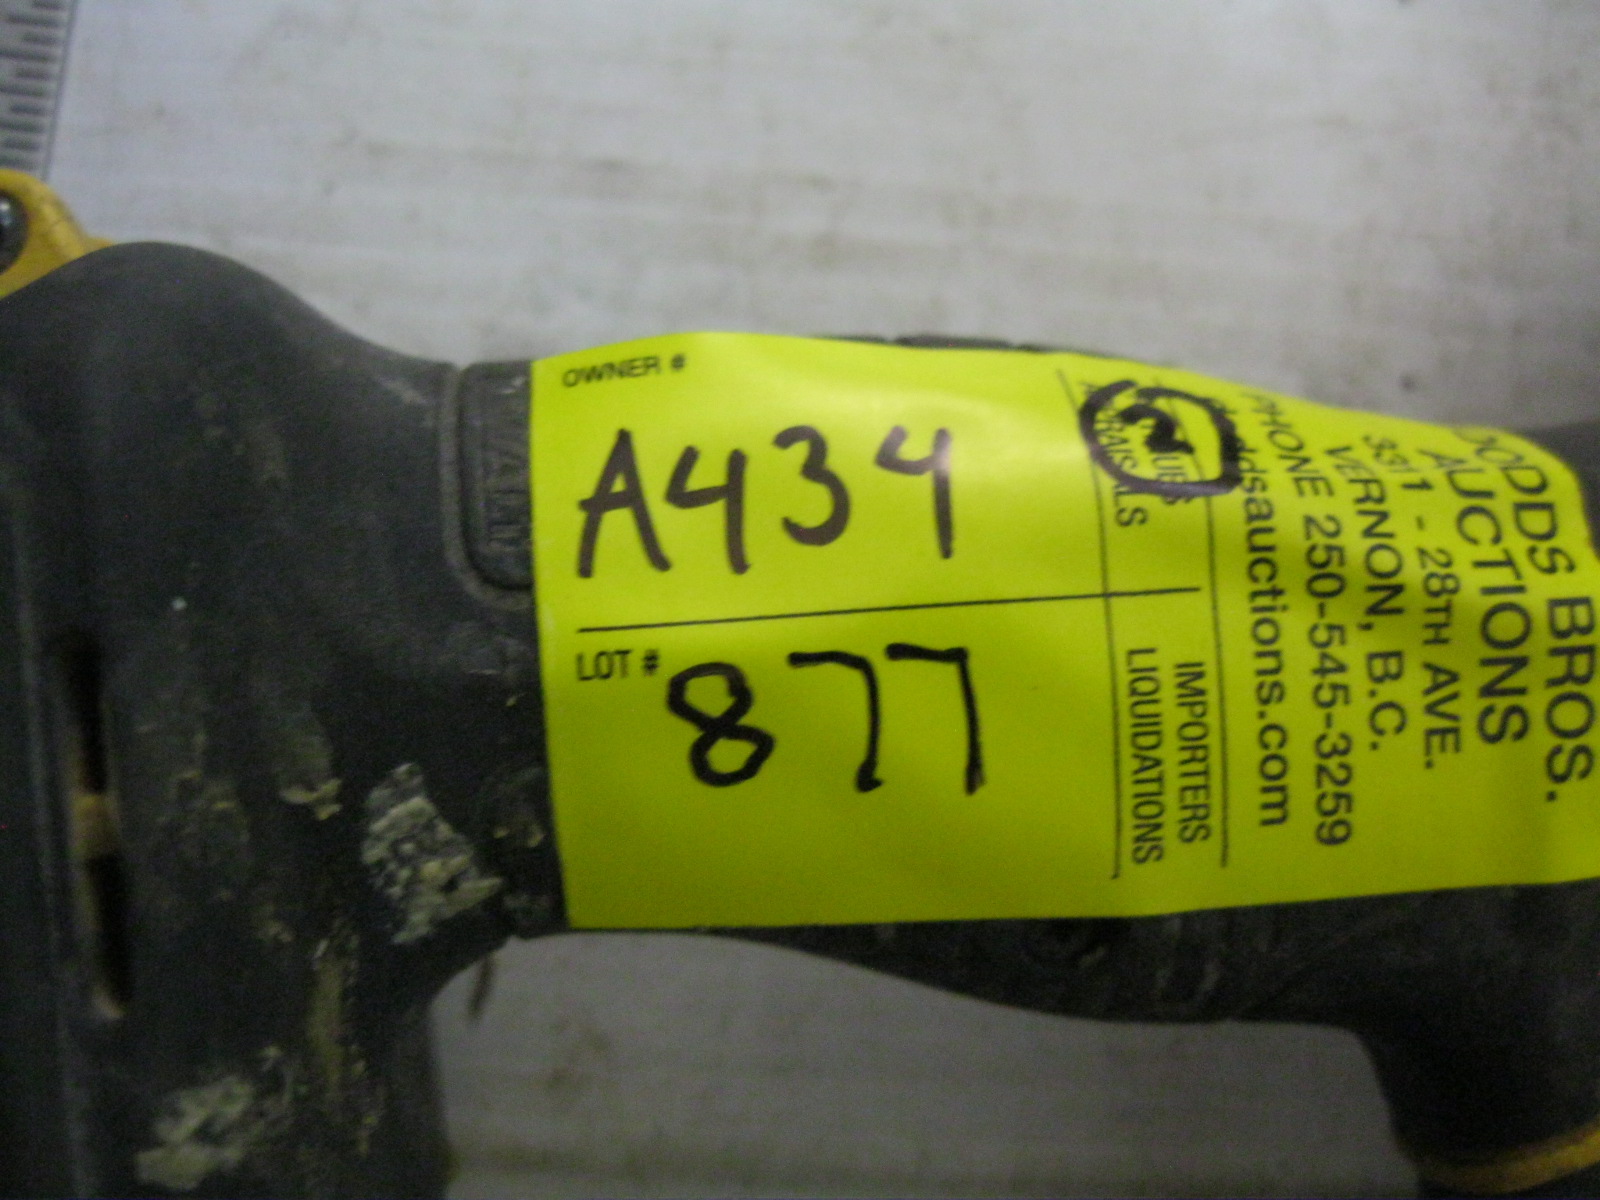 OWNER #
A434
LOT #
877
DODDS BROS.
AUCTIONS
3311 - 28TH AVE.
VERNON, B.C.
PHONE 250-545-3259
doddsauctions.com
APPRAISALS
IMPORTERS
LIQUIDATIONS